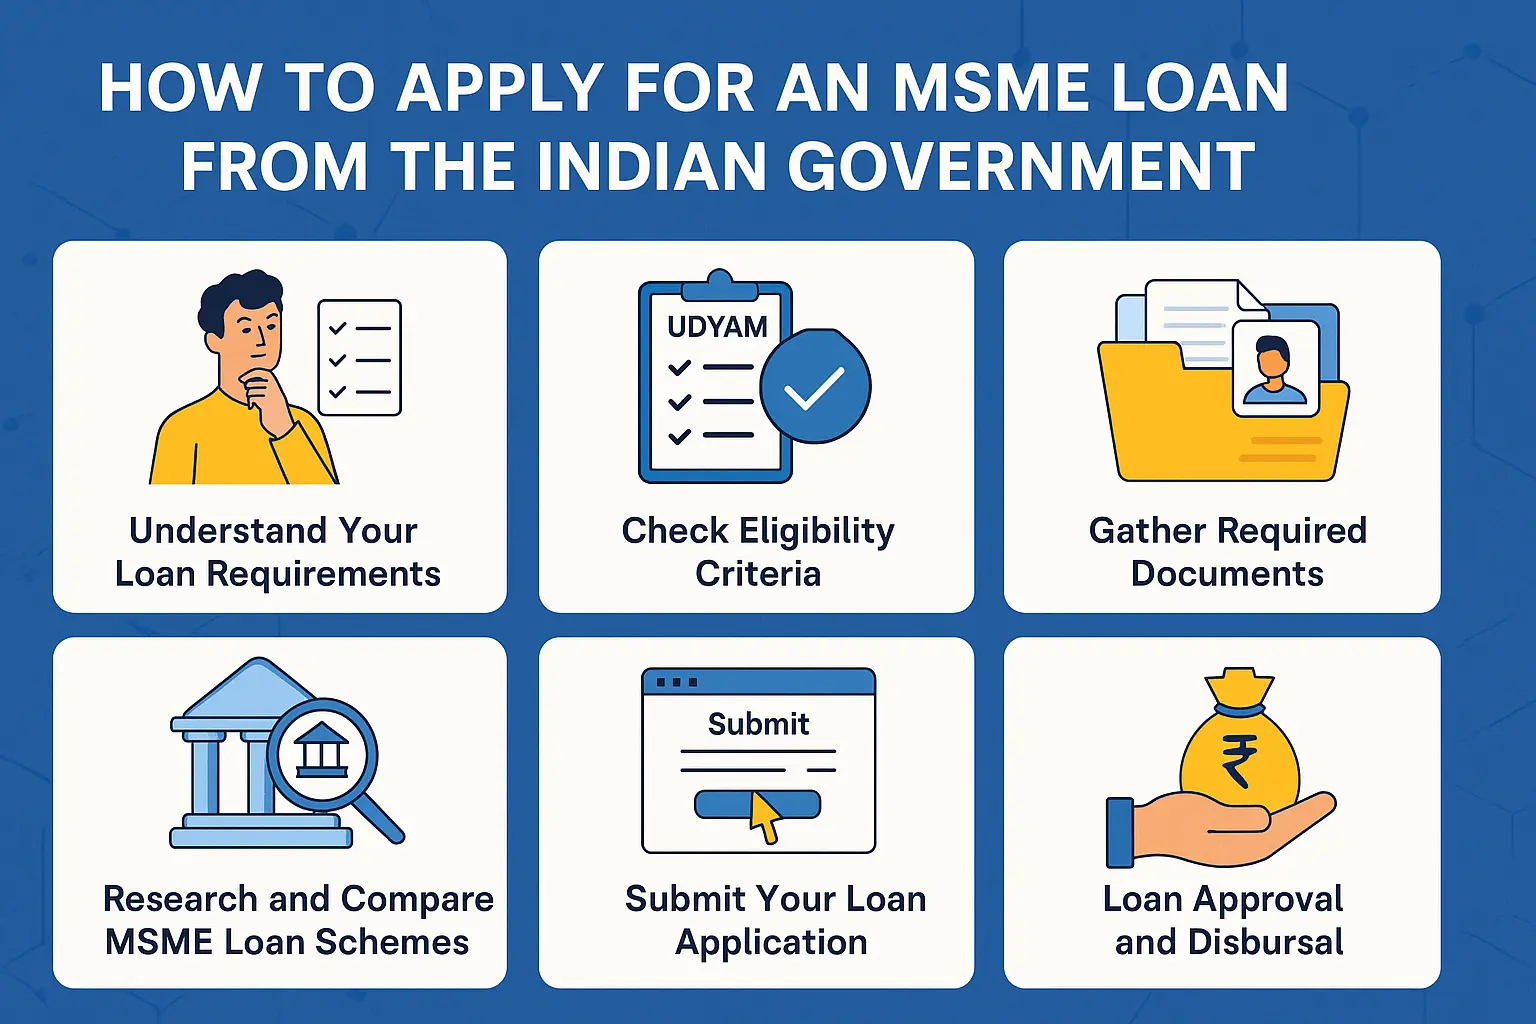 HOW TO APPLY FOR AN MSME LOAN
FROM THE INDIAN GOVERNMENT
UDYAM
Understand Your
Loan Requirements
Check Eligibility
Criteria
Gather Required
Documents
Submit
₹
Research and Compare
MSME Loan Schemes
Submit Your Loan
Application
Loan Approval
and Disbursal